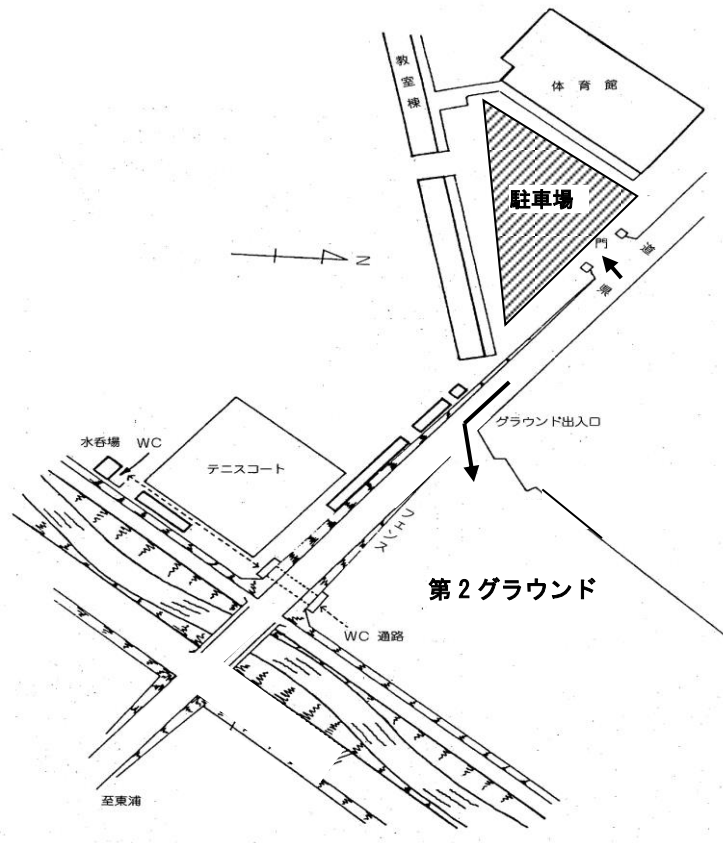 体育館
教室棟
駐車場
門
県道
N
グラウンド出入口
水呑場 WC
テニスコート
フェンス
第2グラウンド
WC 通路
至東浦